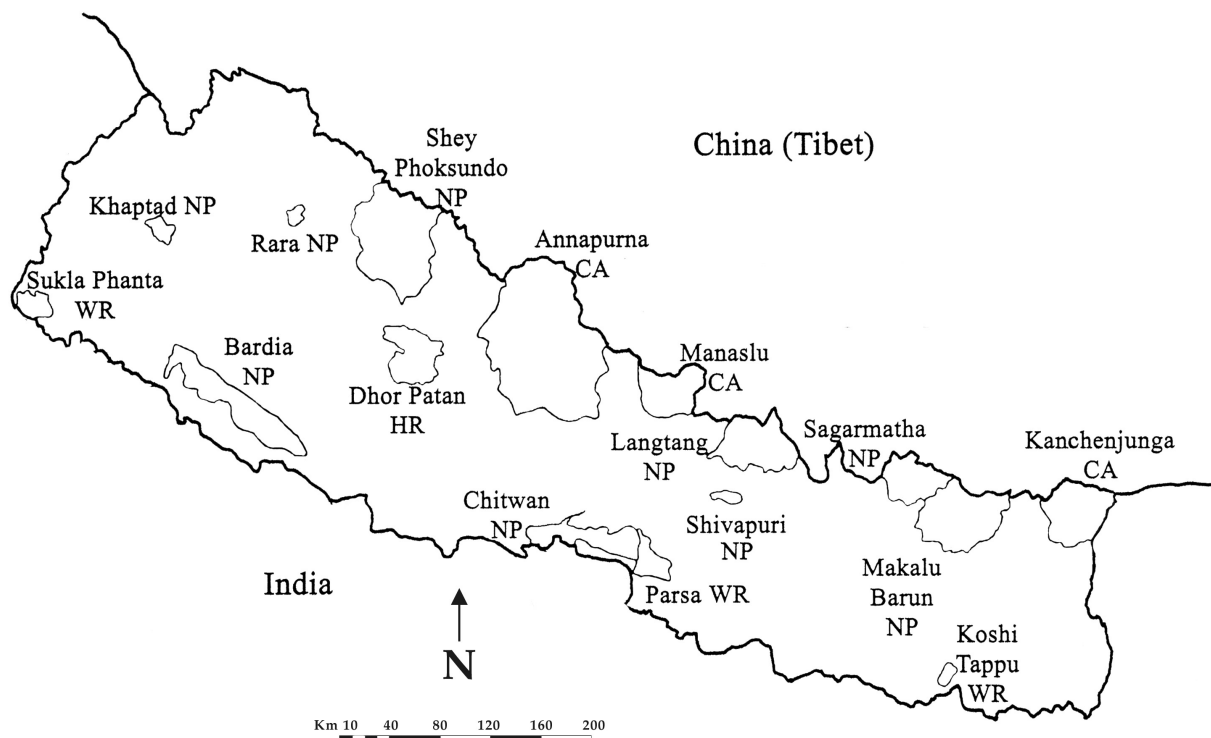 China (Tibet)
Shey
Phoksundo
NP
Khaptad NP
Rara NP
Annapurna
CA
Sukla Phanta
WR
Bardia
NP
Dhor Patan
HR
Manaslu
CA
Langtang
NP
Sagarmatha
NP
Kanchenjunga
CA
Chitwan
NP
Shivapuri
NP
India
Parsa WR
Makalu
Barun
NP
Koshi
Tappu
WR
N
Km 10 40 80 120 160 200